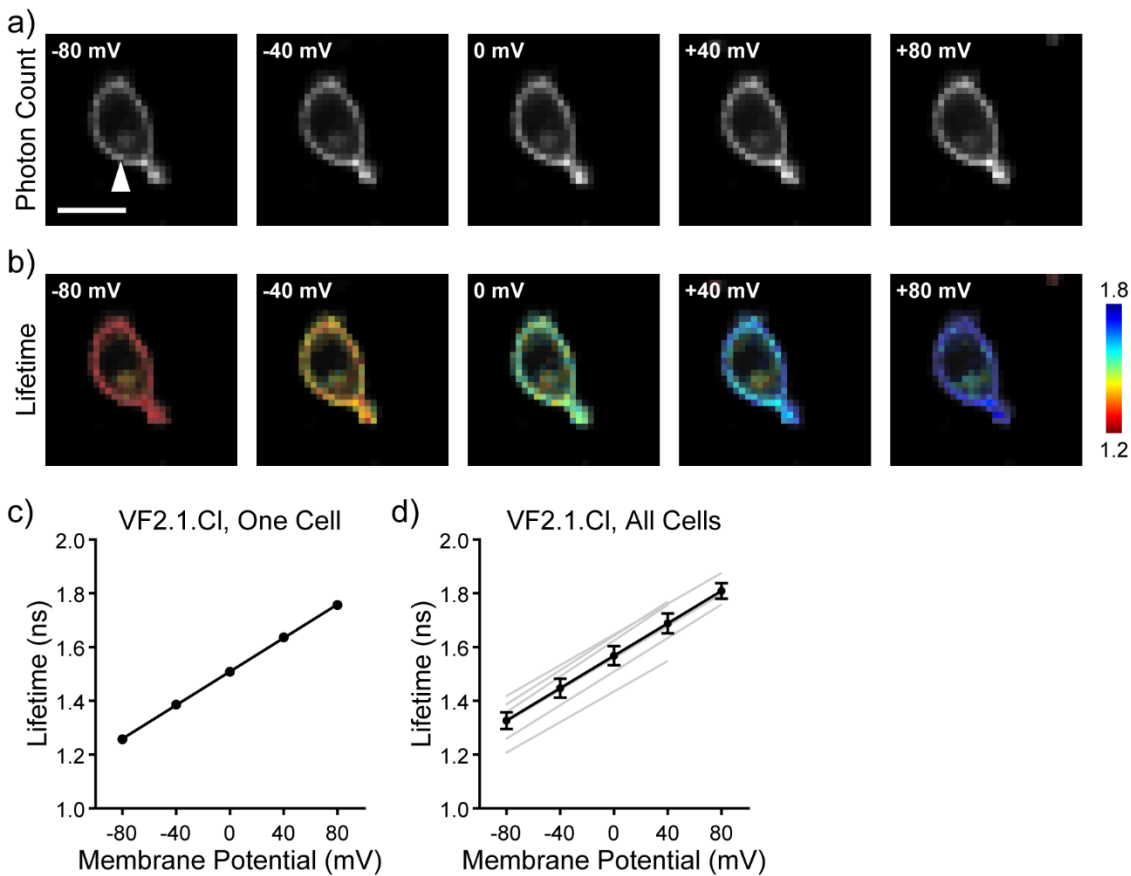 a)
Photon Count
-80 mV
-40 mV
0 mV
+40 mV
+80 mV
b)
Lifetime
-80 mV
-40 mV
0 mV
+40 mV
+80 mV
1.8
1.2
c)
VF2.1.Cl, One Cell
Lifetime (ns)
2.0
1.8
1.6
1.4
1.2
1.0
-80
-40
0
40
80
Membrane Potential (mV)
d)
VF2.1.Cl, All Cells
Lifetime (ns)
2.0
1.8
1.6
1.4
1.2
1.0
-80
-40
0
40
80
Membrane Potential (mV)